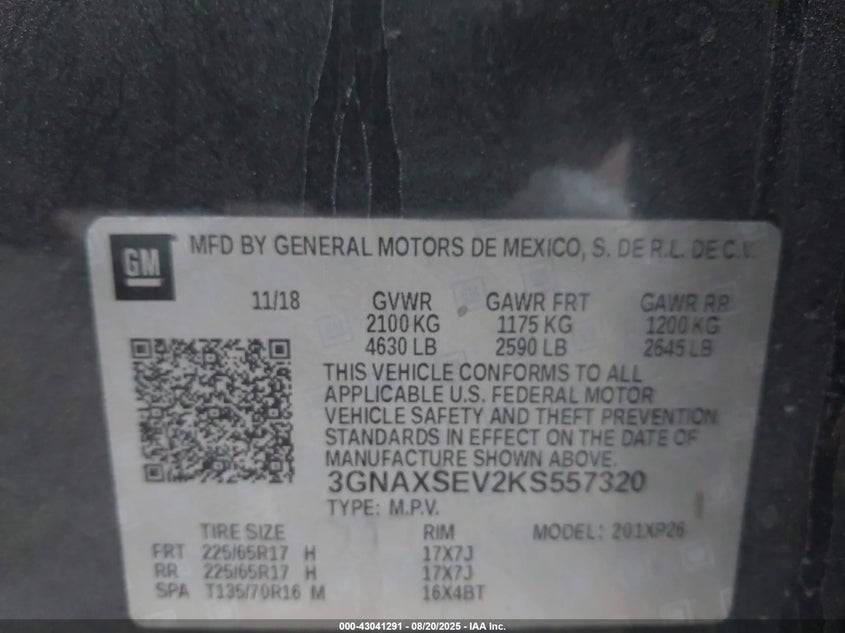 GM MFD BY GENERAL MOTORS DE MEXICO, S. DE R.L. DE C.V.
11/18 GVWR GAWR FRT GAWR RR
2100 KG 1175 KG 1200 KG
4630 LB 2590 LB 2645 LB
THIS VEHICLE CONFORMS TO ALL
APPLICABLE U.S. FEDERAL MOTOR
VEHICLE SAFETY AND THEFT PREVENTION
STANDARDS IN EFFECT ON THE DATE OF
MANUFACTURE SHOWN ABOVE.
3GNAXSEV2KS557320
TYPE: M.P.V.
TIRE SIZE RIM MODEL: 201XP26
FRT 225/65R17 H 17X7J
RR 225/65R17 H 17X7J
SPA T135/70R16 M 16X4BT
000-43041291 - 08/20/2025 - IAA Inc.